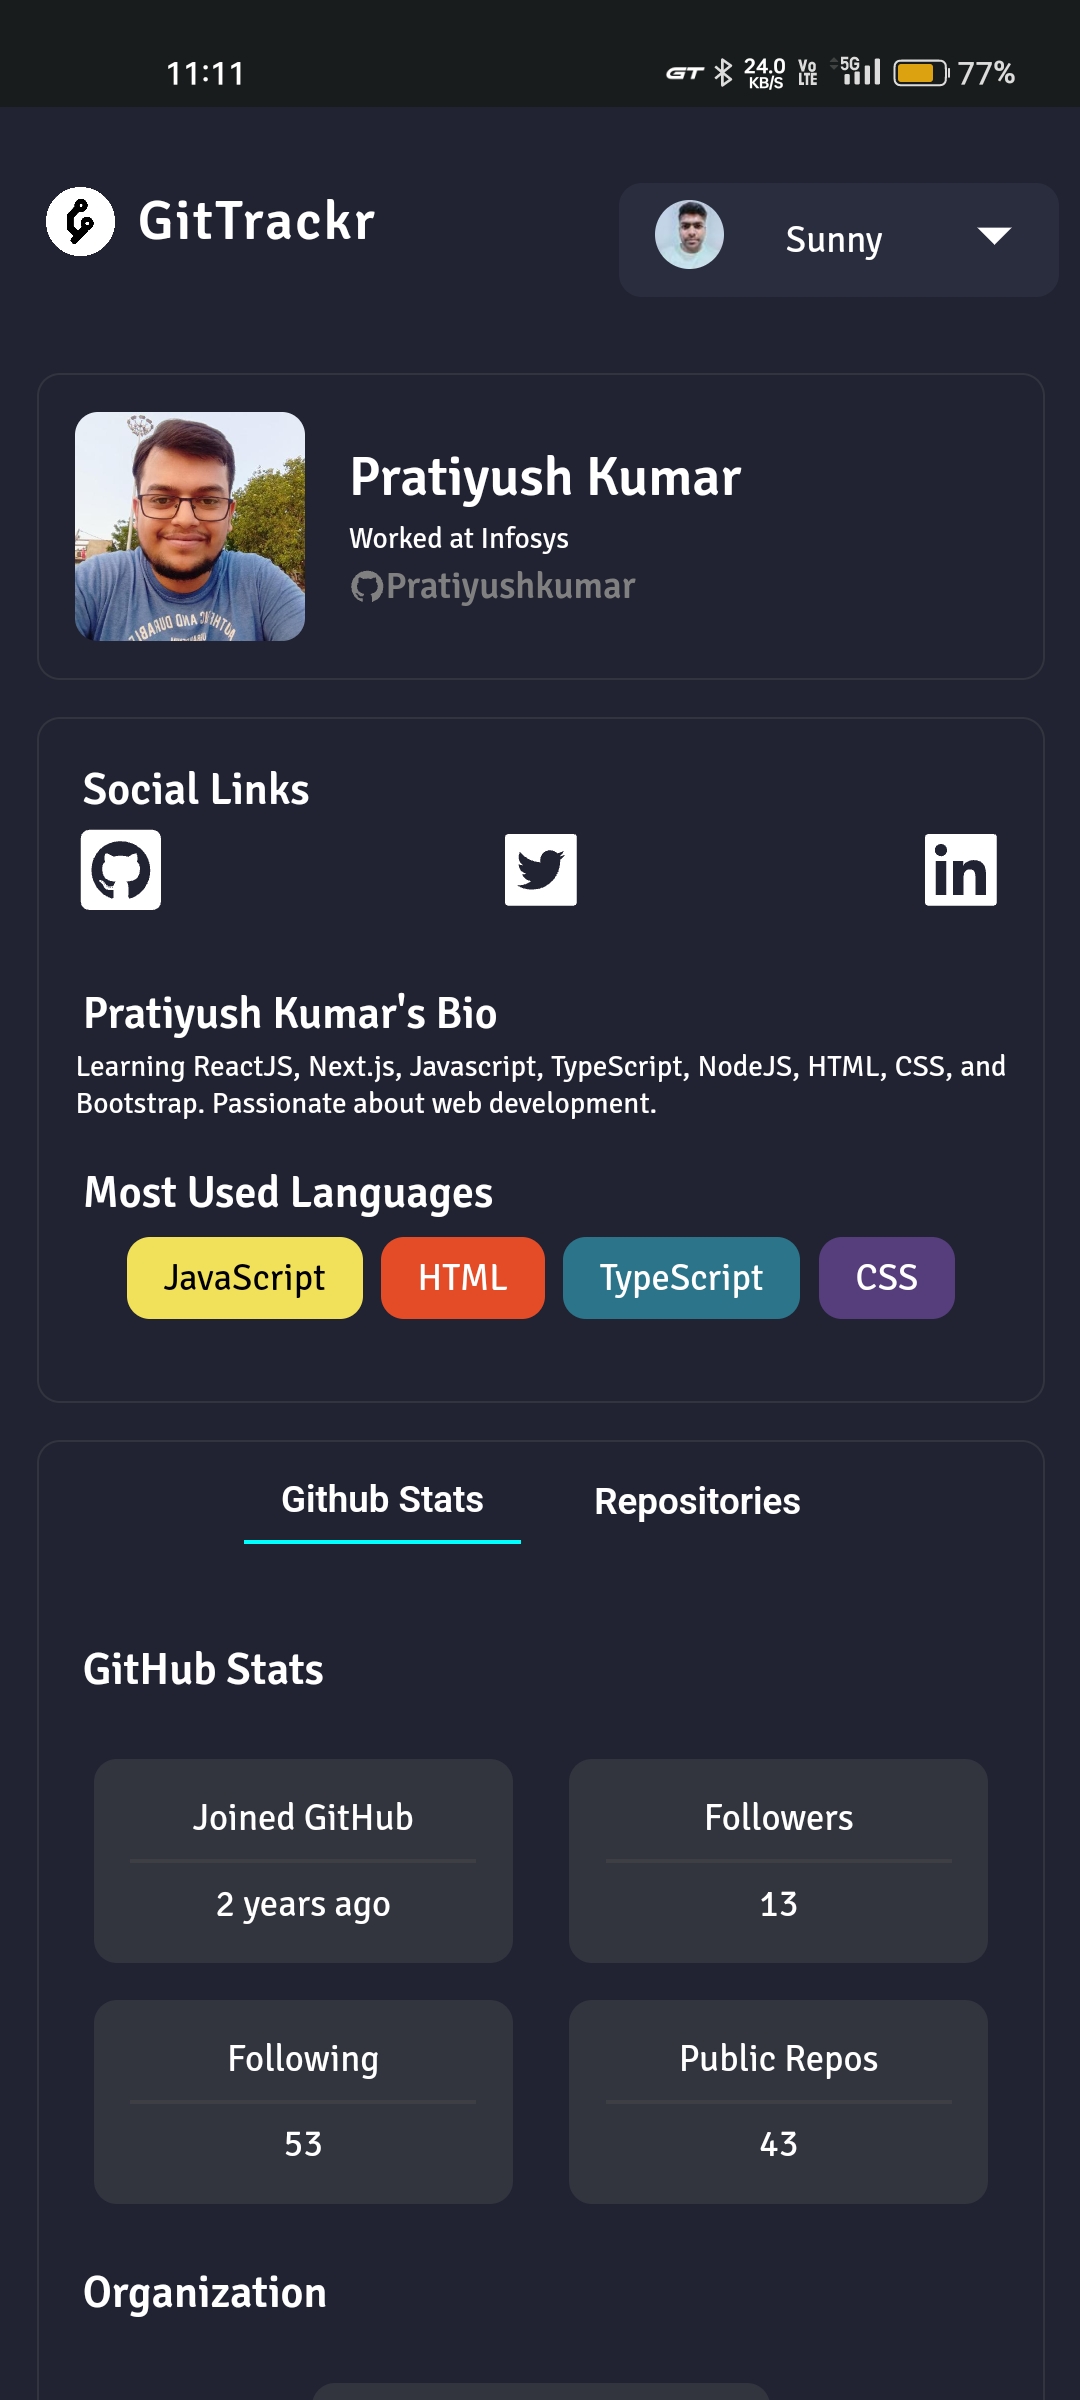 11:11
GT 24.0 KB/S Vo LTE 5G 77%
GitTrackr
Sunny
Pratiyush Kumar
Worked at Infosys
Pratiyushkumar
Social Links
in
Pratiyush Kumar's Bio
Learning ReactJS, Next.js, Javascript, TypeScript, NodeJS, HTML, CSS, and
Bootstrap. Passionate about web development.
Most Used Languages
JavaScript HTML TypeScript CSS
Github Stats Repositories
GitHub Stats
Joined GitHub
2 years ago
Followers
13
Following
53
Public Repos
43
Organization